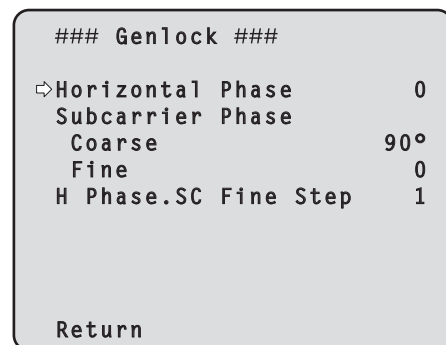 ### Genlock ###
⇨Horizontal Phase 0
Subcarrier Phase
Coarse 90°
Fine 0
H Phase.SC Fine Step 1
Return